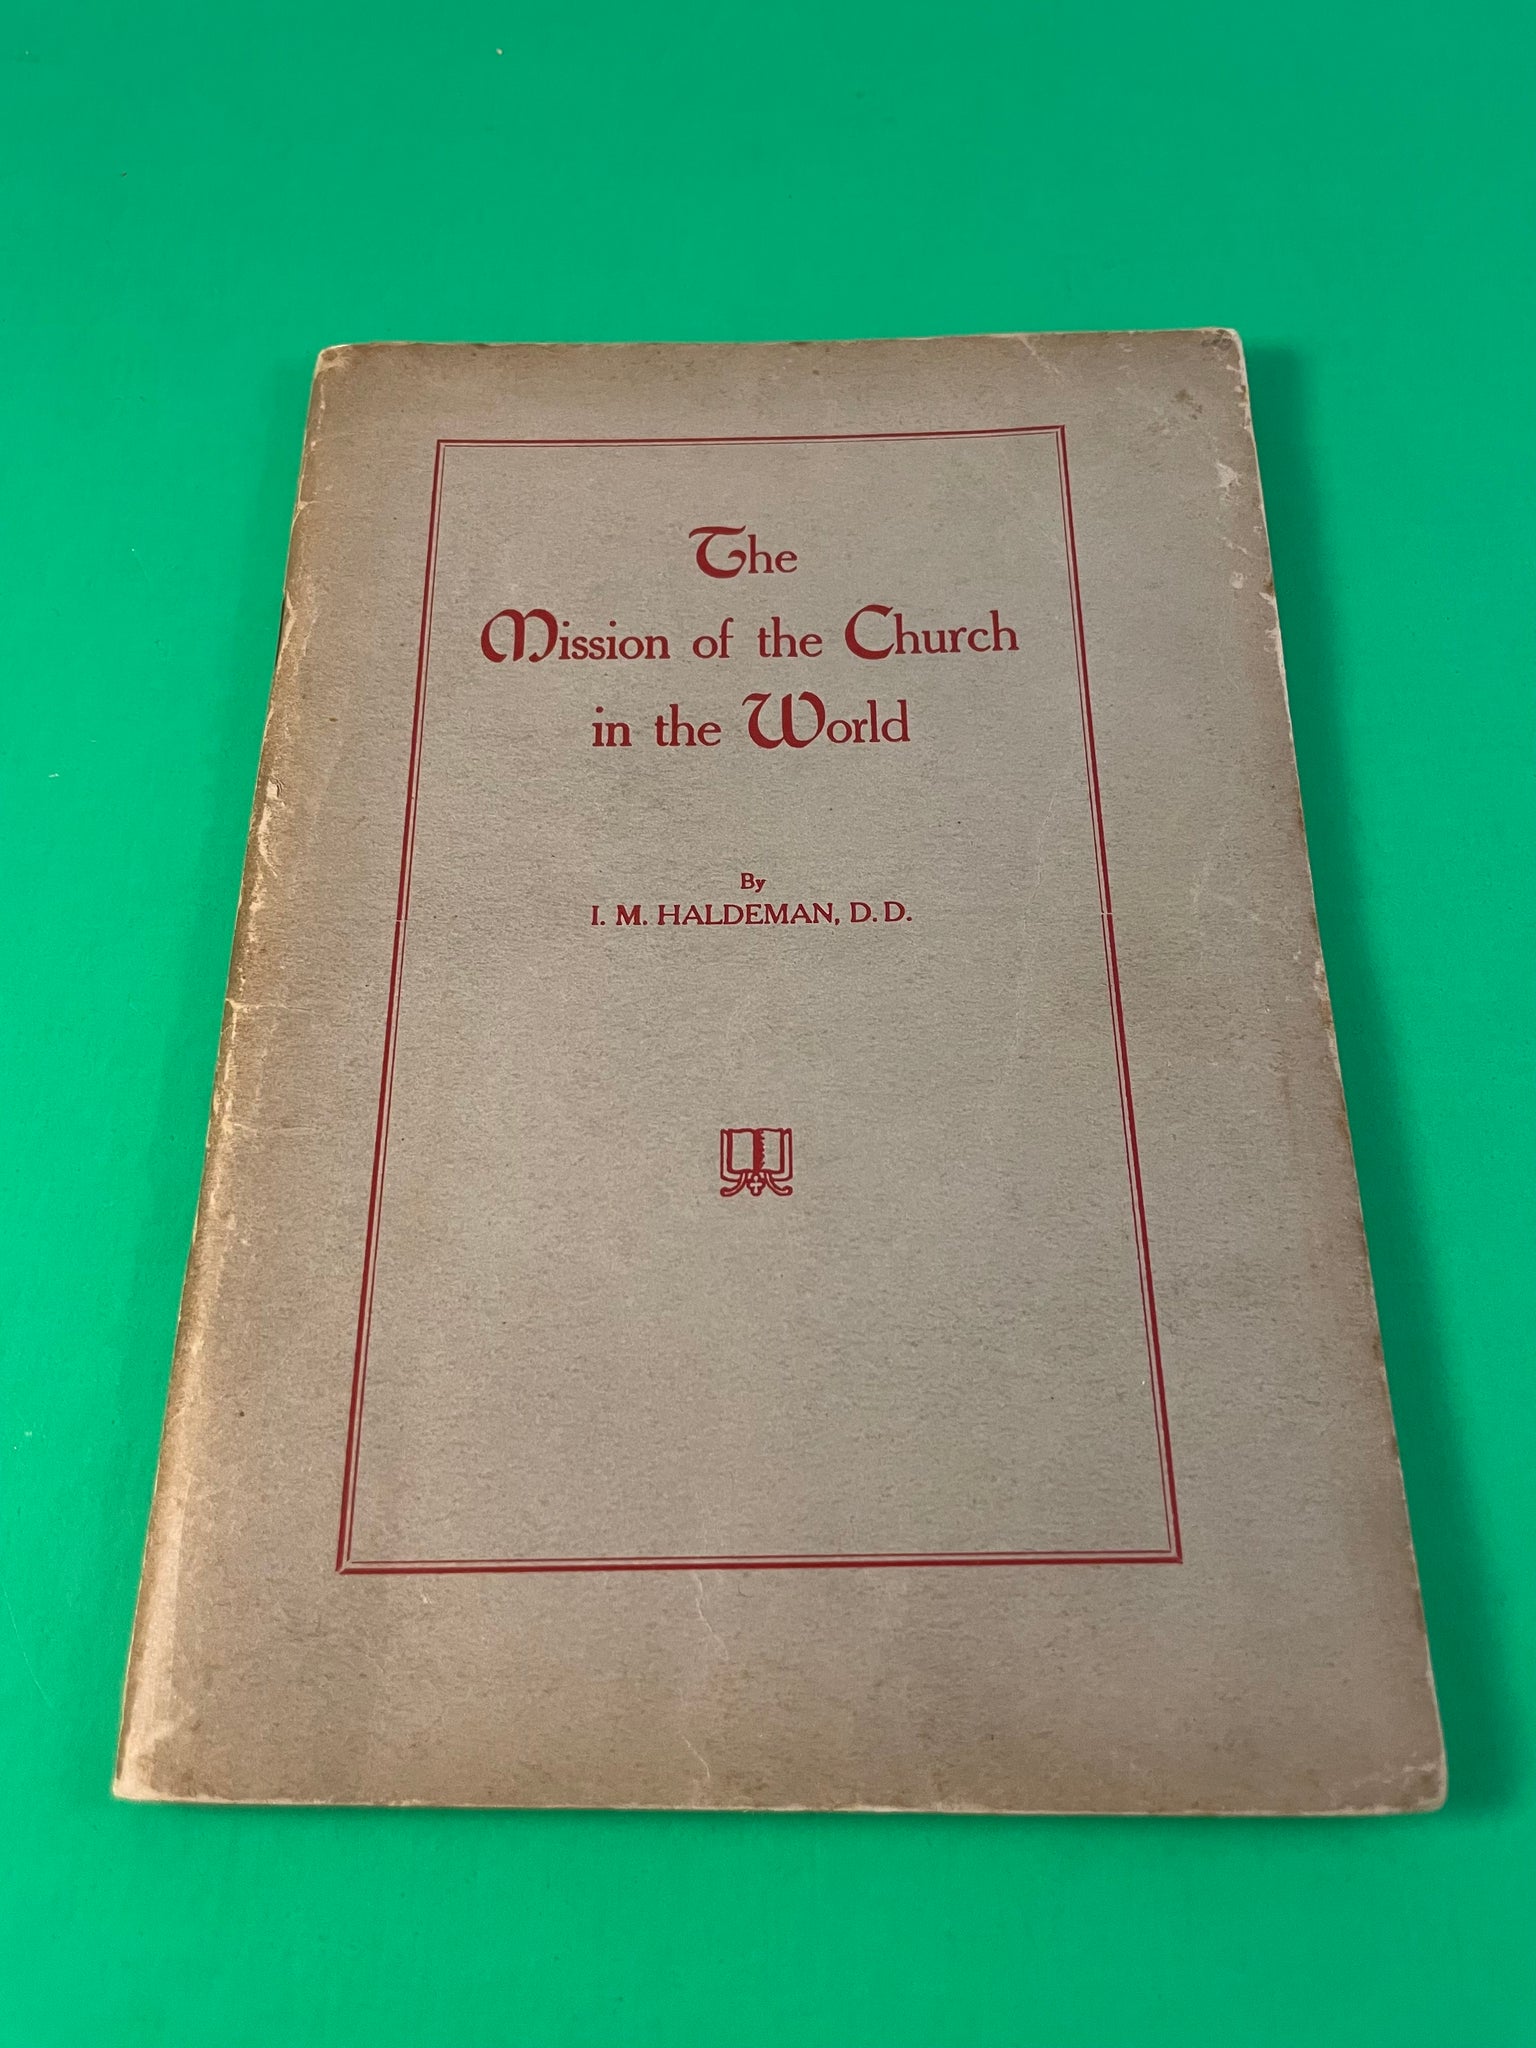 The
Mission of the Church
in the World
By
I. M. HALDEMAN, D. D.